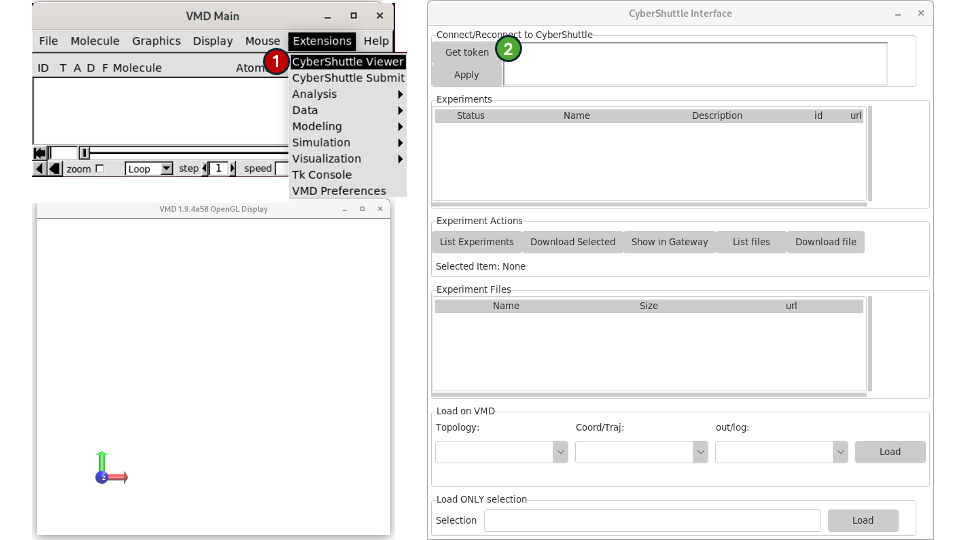 VMD Main
File Molecule Graphics Display Mouse Extensions Help
ID T A D F Molecule Atom
1
CyberShuttle Viewer
CyberShuttle Submit
Analysis
Data
Modeling
Simulation
Visualization
Tk Console
VMD Preferences
zoom Loop step 1 speed
VMD 1.9.4a58 OpenGL Display
z
CyberShuttle Interface
Connect/Reconnect to CyberShuttle
Get token
2
Apply
Experiments
Status Name Description id url
Experiment Actions
List Experiments Download Selected Show in Gateway List files Download file
Selected Item: None
Experiment Files
Name Size url
Load on VMD
Topology: Coord/Traj: out/log:
Load
Load ONLY selection
Selection Load